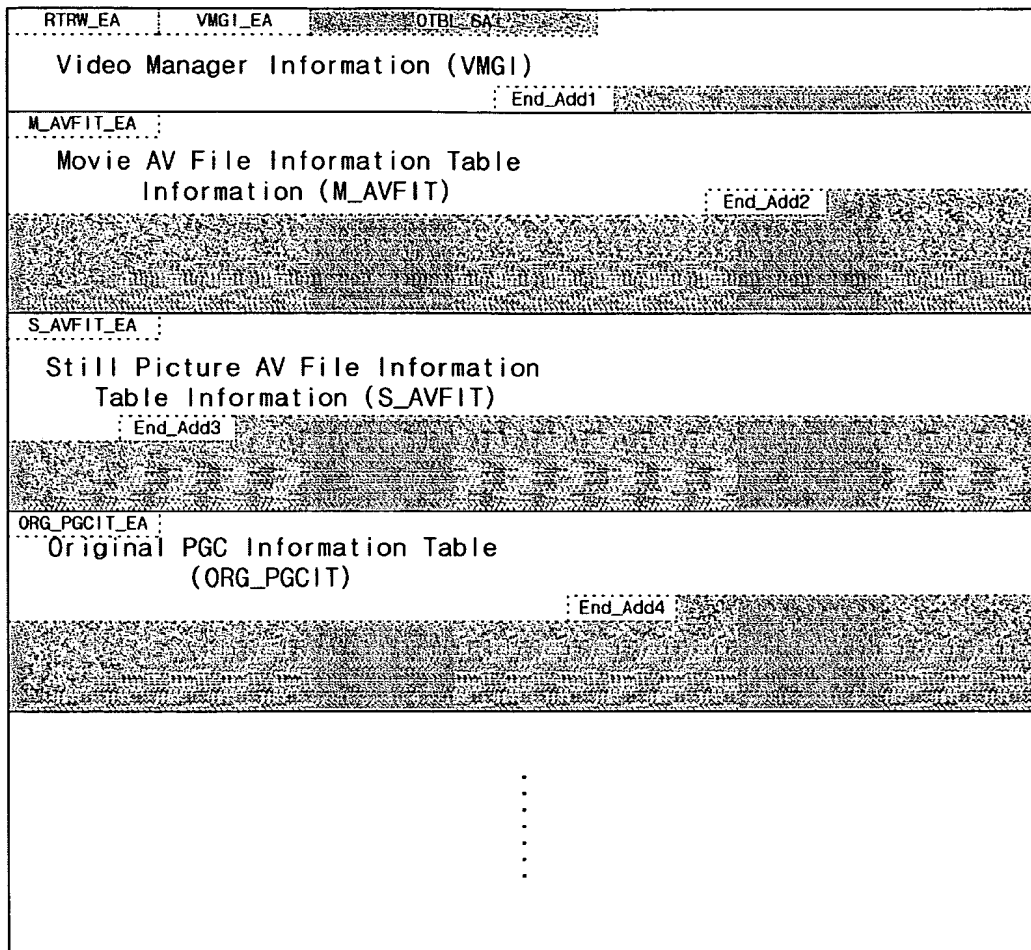 RTRW_EA VMGI_EA OTBL_SA
Video Manager Information (VMGI)
End_Add1
M_AVFIT_EA
Movie AV File Information Table
Information (M_AVFIT)
End_Add2
S_AVFIT_EA
Still Picture AV File Information
Table Information (S_AVFIT)
End_Add3
ORG_PGCIT_EA
Original PGC Information Table
(ORG_PGCIT)
End_Add4